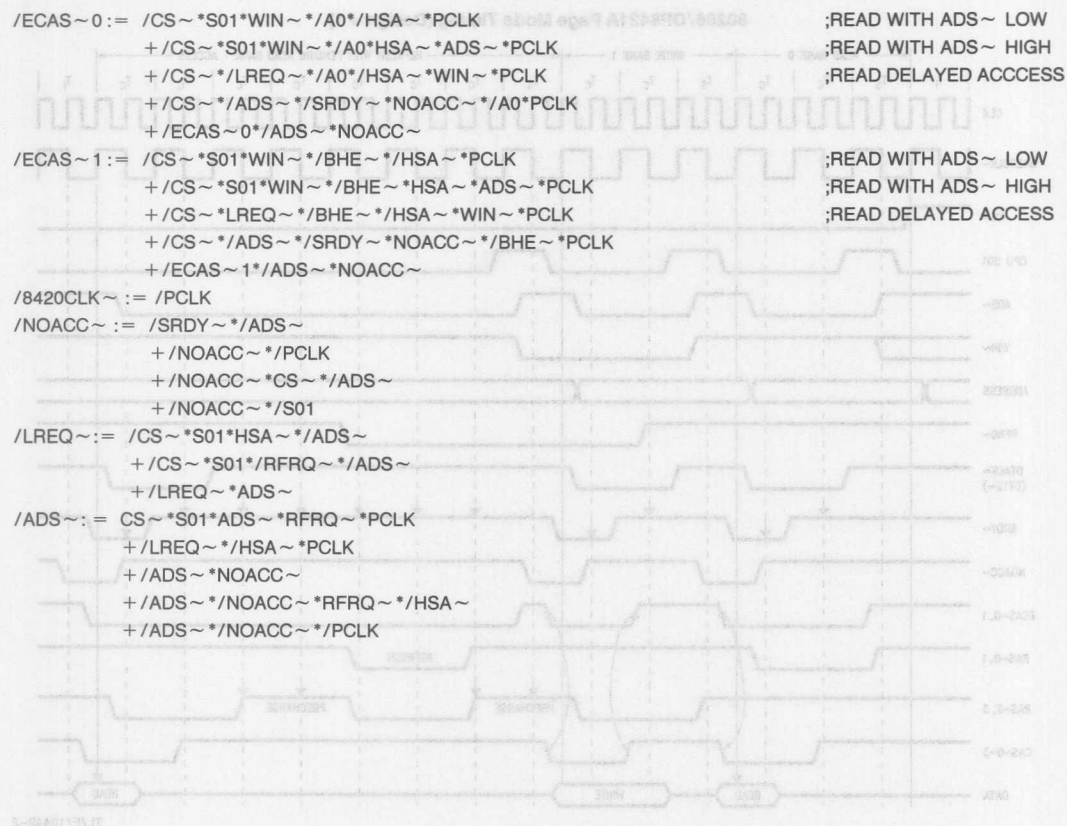 /ECAS~0 := /CS~*S01*WIN~*/A0*/HSA~*PCLK ;READ WITH ADS~ LOW
+/CS~*S01*WIN~*/A0*HSA~*ADS~*PCLK ;READ WITH ADS~ HIGH
+/CS~*/LREQ~*/A0*/HSA~*WIN~*PCLK ;READ DELAYED ACCCESS
+/CS~*/ADS~*/SRDY~*NOACC~*/A0*PCLK
+/ECAS~0*/ADS~*NOACC~
/ECAS~1 := /CS~*S01*WIN~*/BHE~*/HSA~*PCLK ;READ WITH ADS~ LOW
+/CS~*S01*WIN~*/BHE~*HSA~*ADS~*PCLK ;READ WITH ADS~ HIGH
+/CS~*LREQ~*/BHE~*/HSA~*WIN~*PCLK ;READ DELAYED ACCESS
+/CS~*/ADS~*/SRDY~*NOACC~*/BHE~*PCLK
+/ECAS~1*/ADS~*NOACC~
/8420CLK~ := /PCLK
/NOACC~ := /SRDY~*/ADS~
+/NOACC~*/PCLK
+/NOACC~*CS~*/ADS~
+/NOACC~*/S01
/LREQ~:= /CS~*S01*HSA~*/ADS~
+/CS~*S01*/RFRQ~*/ADS~
+/LREQ~*ADS~
/ADS~:= CS~*S01*ADS~*RFRQ~*PCLK
+/LREQ~*/HSA~*PCLK
+/ADS~*NOACC~
+/ADS~*/NOACC~*RFRQ~*/HSA~
+/ADS~*/NOACC~*/PCLK